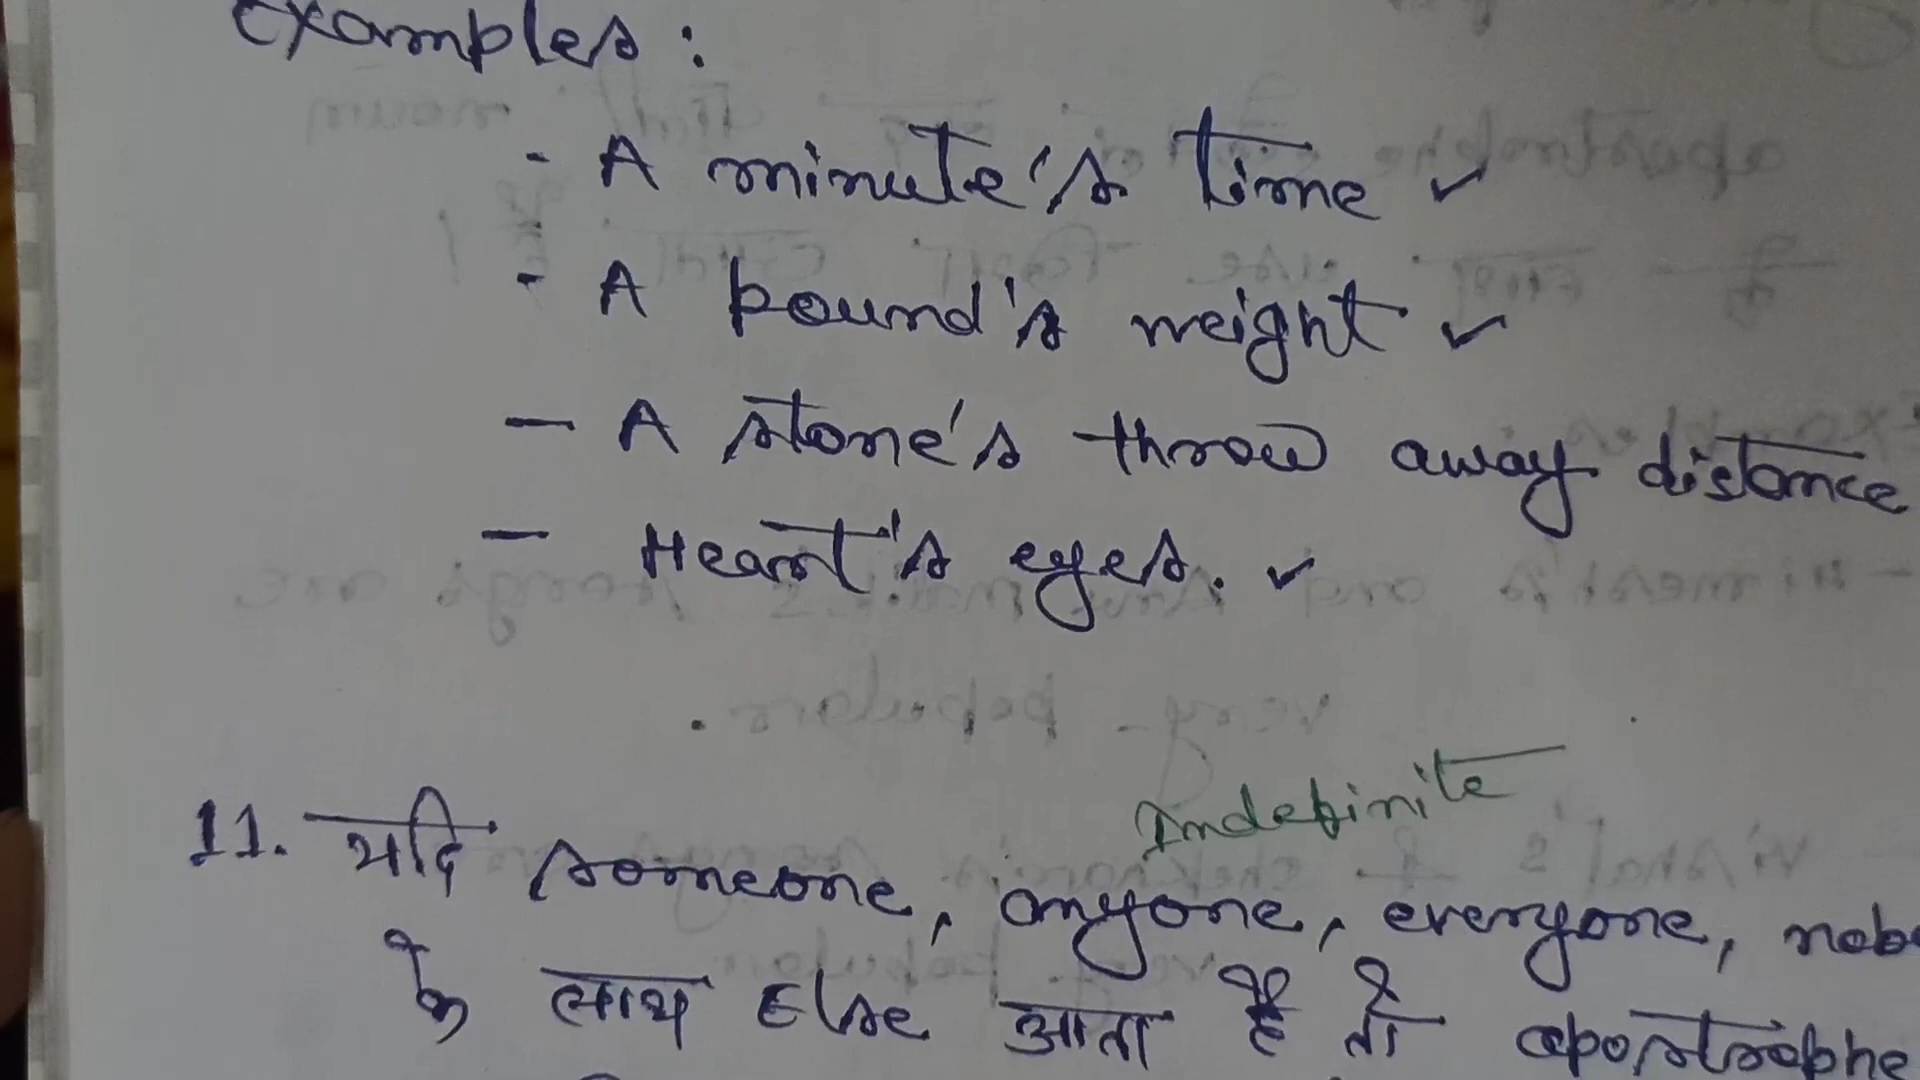 Examples:
- A minute's time ✓
- A pound's weight ✓
- A stone's throw away distance
- Heart's eyes. ✓
Indefinite
11. यदि someone, anyone, everyone,
के साथ Else आता है तो apostrophe